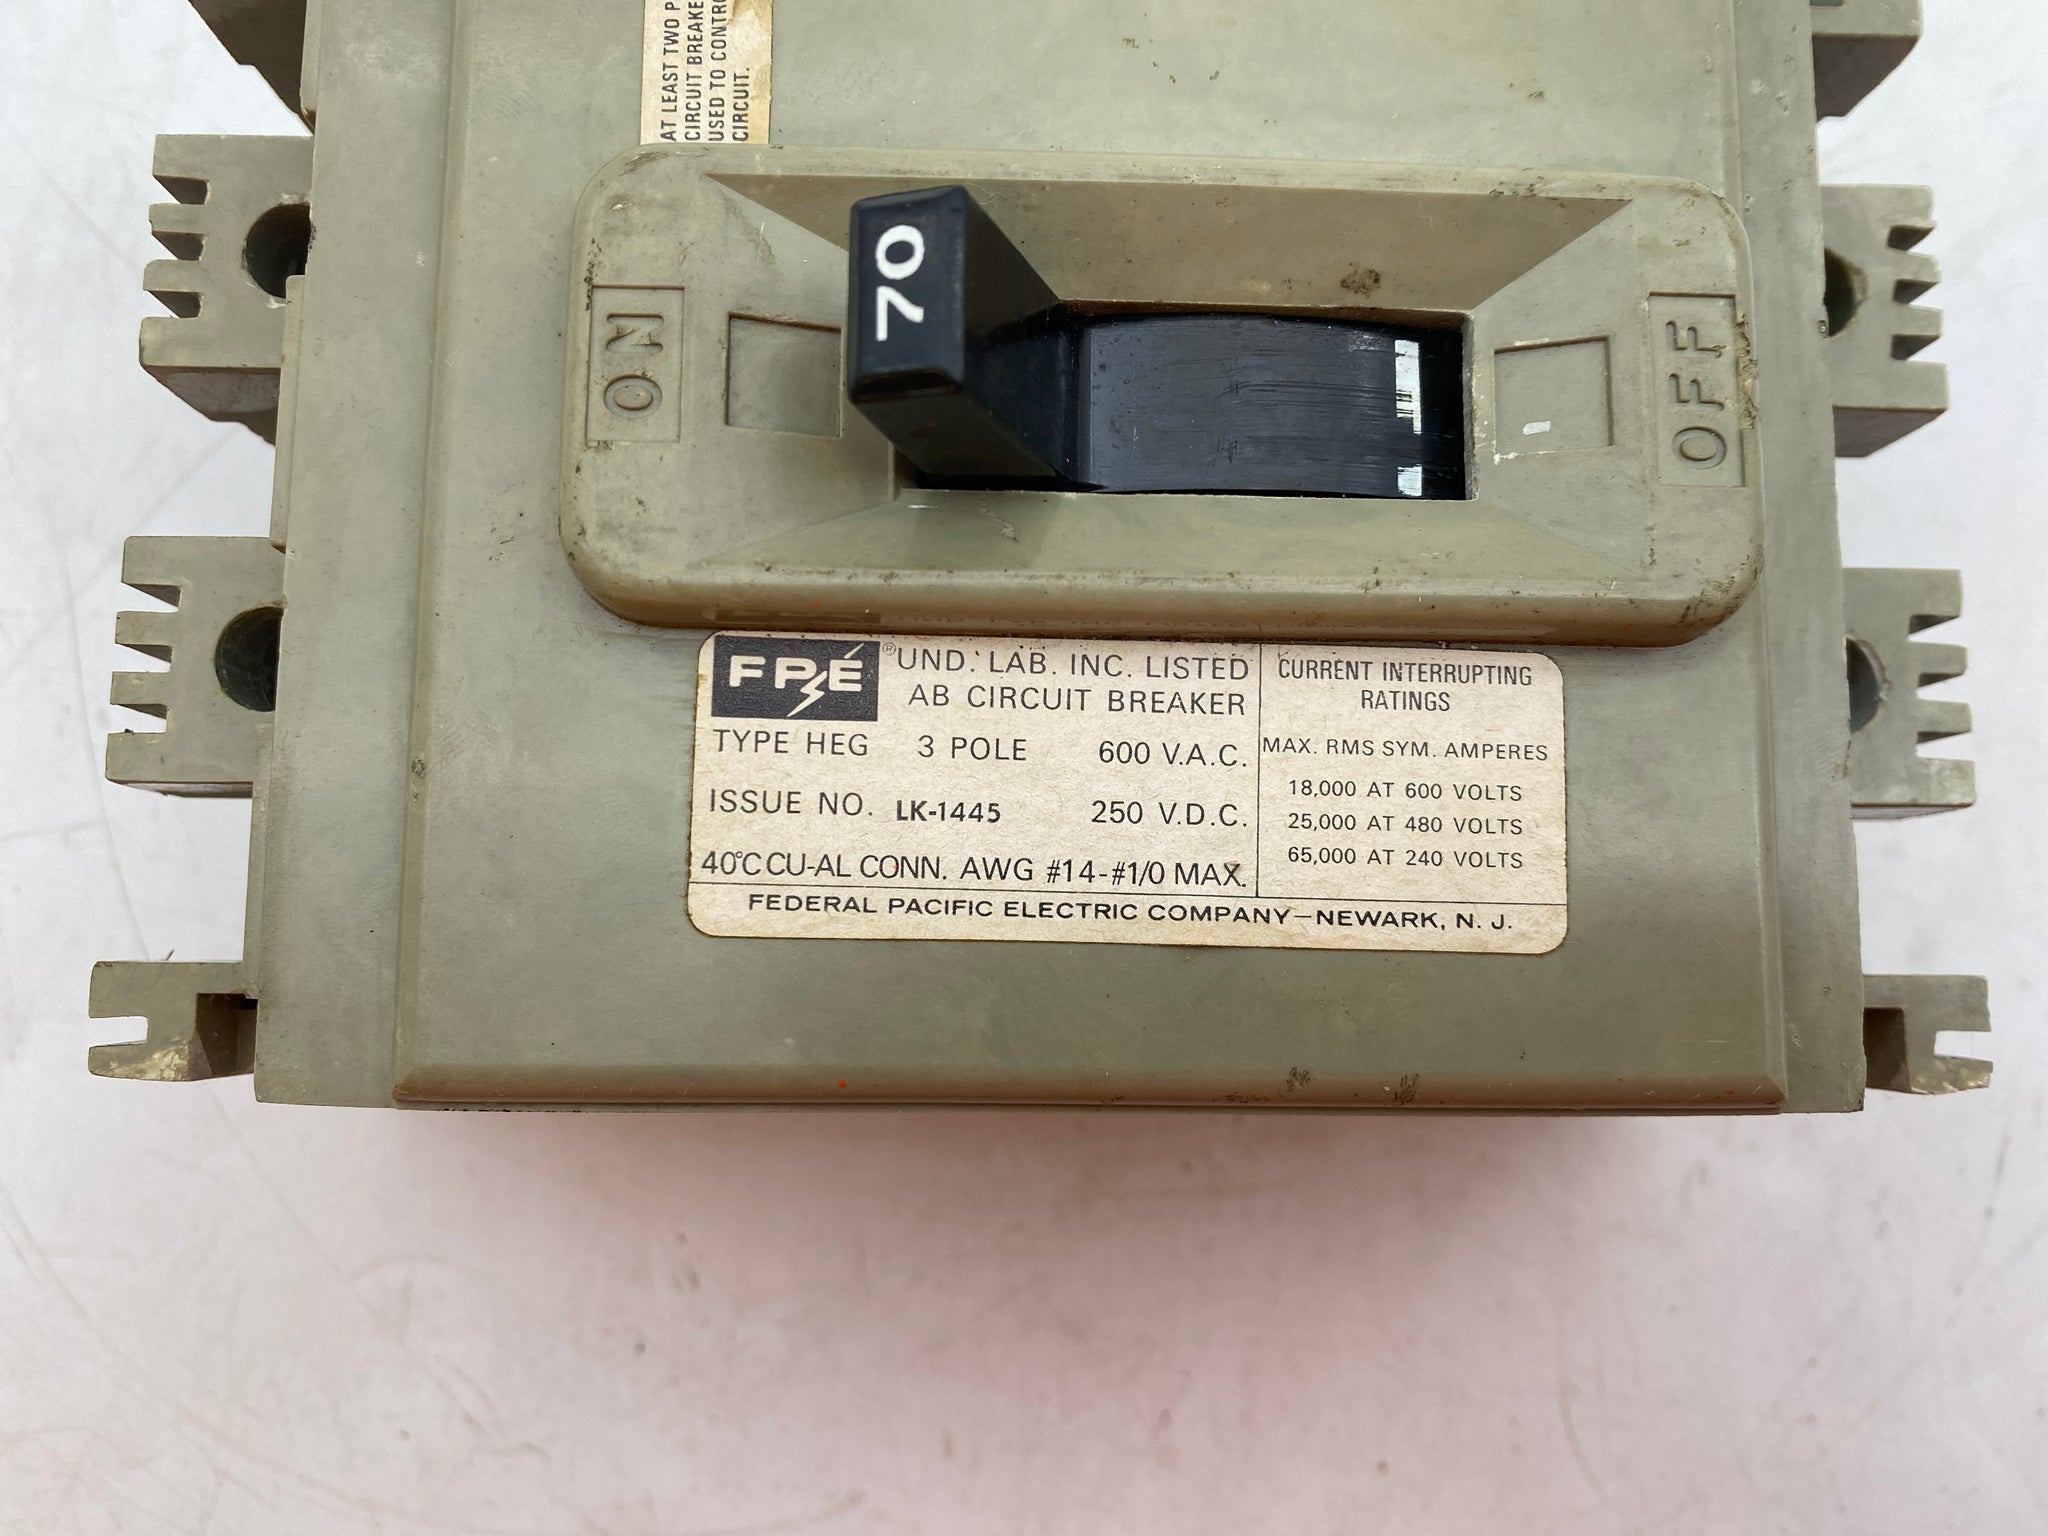 AT LEAST TWO
CIRCUIT BREAKE
USED TO CONTRO
CIRCUIT.
70
ON
OFF
FPE ® UND. LAB. INC. LISTED
AB CIRCUIT BREAKER
TYPE HEG 3 POLE 600 V.A.C.
ISSUE NO. LK-1445 250 V.D.C.
40°C CU-AL CONN. AWG #14-#1/0 MAX.
CURRENT INTERRUPTING
RATINGS
MAX. RMS SYM. AMPERES
18,000 AT 600 VOLTS
25,000 AT 480 VOLTS
65,000 AT 240 VOLTS
FEDERAL PACIFIC ELECTRIC COMPANY—NEWARK, N. J.